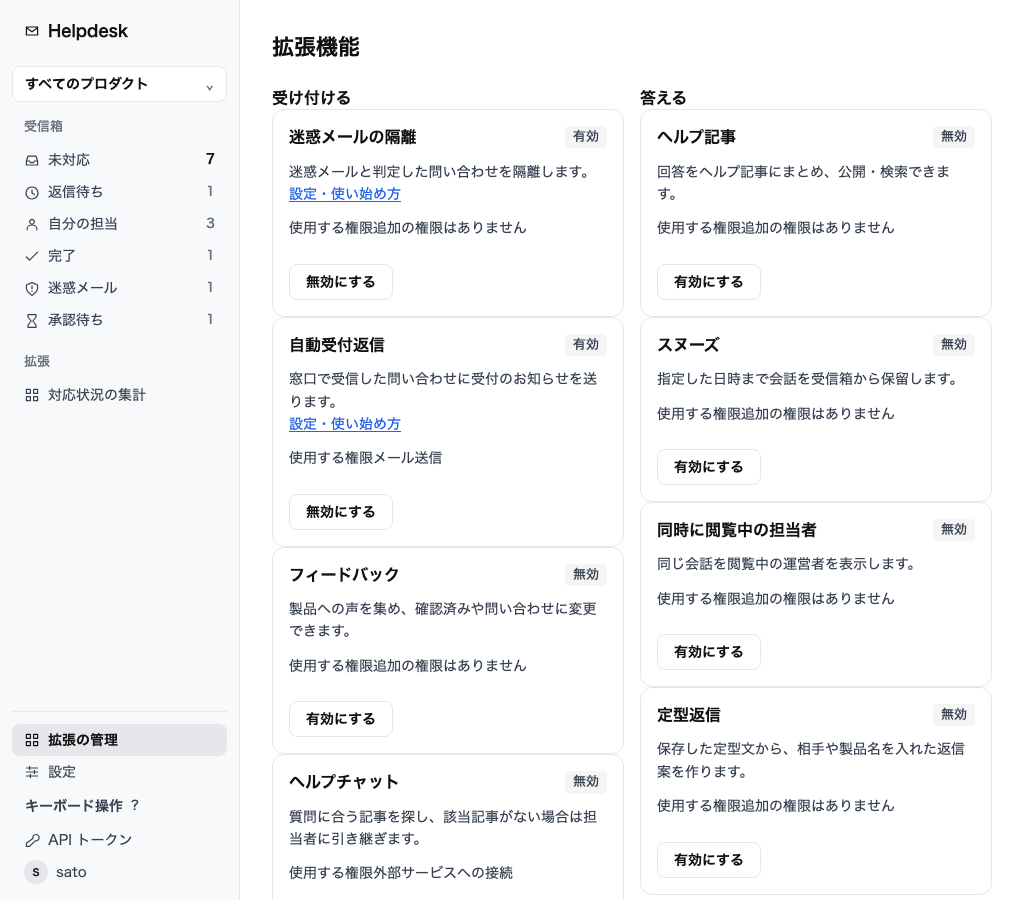 Helpdesk
すべてのプロダクト
受信箱
未対応 7
返信待ち 1
自分の担当 3
完了 1
迷惑メール 1
承認待ち 1
拡張
対応状況の集計
拡張の管理
設定
キーボード操作 ?
API トークン
S sato
拡張機能
受け付ける
迷惑メールの隔離 有効
迷惑メールと判定した問い合わせを隔離します。
設定・使い始め方
使用する権限追加の権限はありません
無効にする
自動受付返信 有効
窓口で受信した問い合わせに受付のお知らせを送
ります。
設定・使い始め方
使用する権限メール送信
無効にする
フィードバック 無効
製品への声を集め、確認済みや問い合わせに変更
できます。
使用する権限追加の権限はありません
有効にする
ヘルプチャット 無効
質問に合う記事を探し、該当記事がない場合は担
当者に引き継ぎます。
使用する権限外部サービスへの接続
答える
ヘルプ記事 無効
回答をヘルプ記事にまとめ、公開・検索できま
す。
使用する権限追加の権限はありません
有効にする
スヌーズ 無効
指定した日時まで会話を受信箱から保留します。
使用する権限追加の権限はありません
有効にする
同時に閲覧中の担当者 無効
同じ会話を閲覧中の運営者を表示します。
使用する権限追加の権限はありません
有効にする
定型返信 無効
保存した定型文から、相手や製品名を入れた返信
案を作ります。
使用する権限追加の権限はありません
有効にする